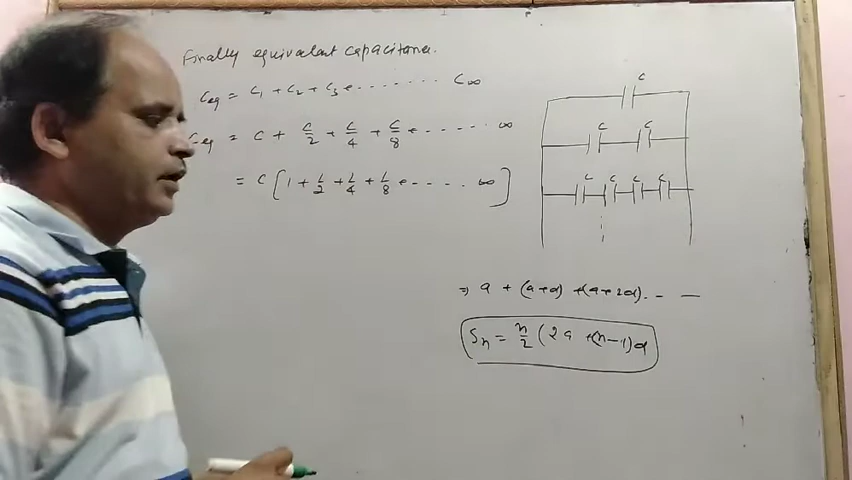 Finally equivalent capacitance.
Ceq = C1 + C2 + C3 + ........ C∞
Ceq = C + C/2 + C/4 + C/8 + ...... ∞
= C [ 1 + 1/2 + 1/4 + 1/8 + ...... ∞ ]
C
C C
C C C C
⇒ a + (a+d) + (a+2d). - —
Sn = n/2 (2a + (n-1)d